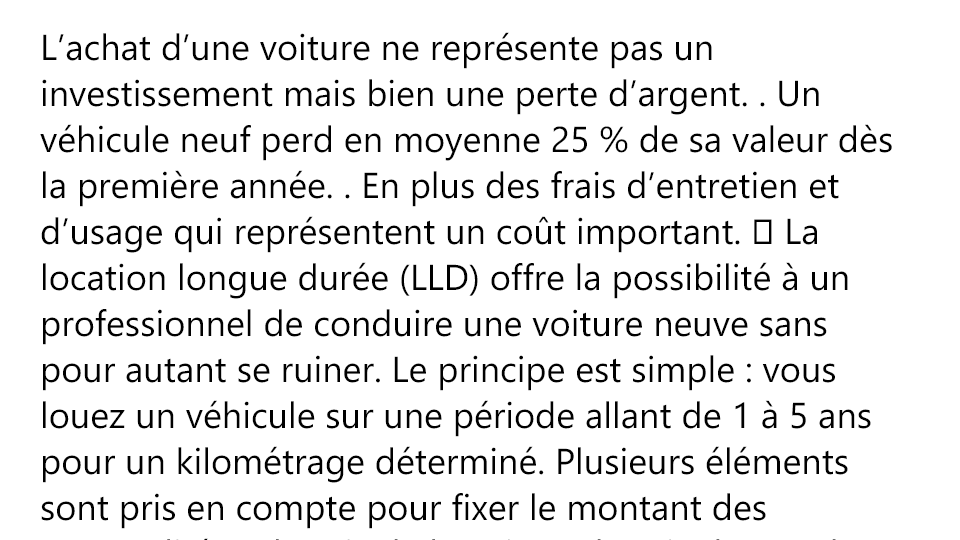 L’achat d’une voiture ne représente pas un
investissement mais bien une perte d’argent. . Un
véhicule neuf perd en moyenne 25 % de sa valeur dès
la première année. . En plus des frais d’entretien et
d’usage qui représentent un coût important. ▯ La
location longue durée (LLD) offre la possibilité à un
professionnel de conduire une voiture neuve sans
pour autant se ruiner. Le principe est simple : vous
louez un véhicule sur une période allant de 1 à 5 ans
pour un kilométrage déterminé. Plusieurs éléments
sont pris en compte pour fixer le montant des